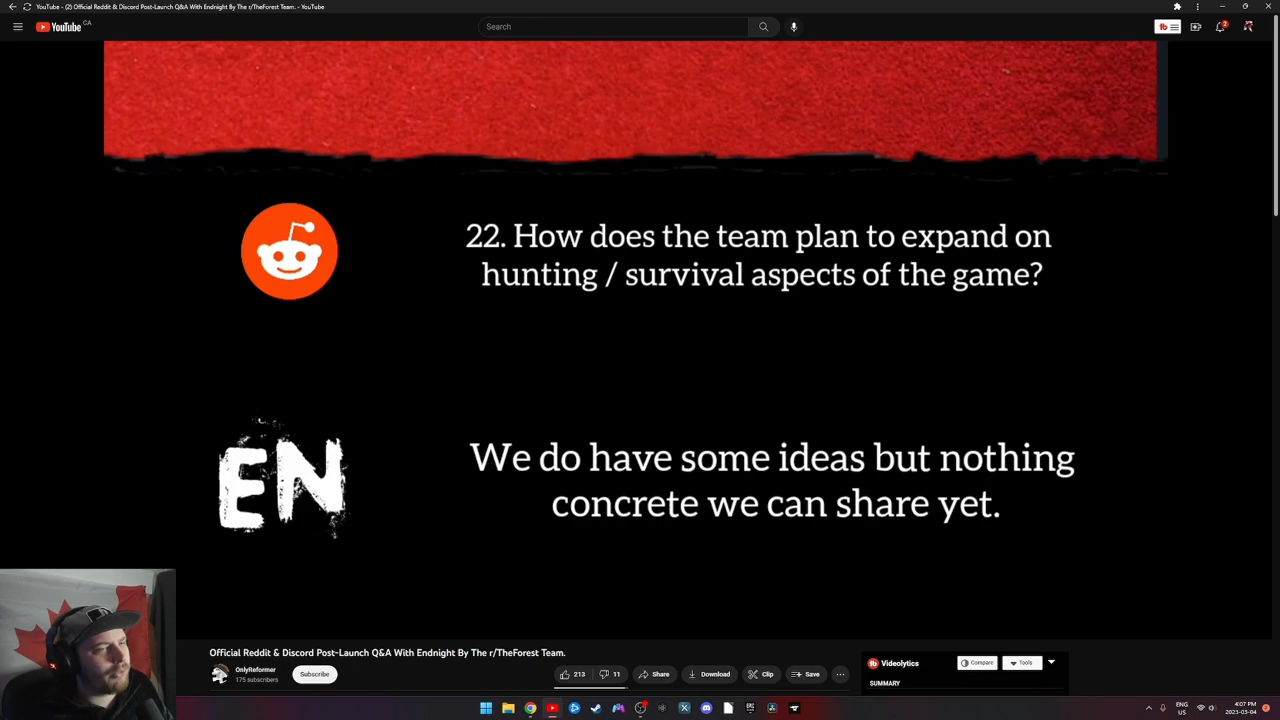 YouTube - (2) Official Reddit & Discord Post-Launch Q&A With Endnight By The r/TheForest Team. - YouTube
YouTube CA
Search
fb
2
22. How does the team plan to expand on
hunting / survival aspects of the game?
EN
We do have some ideas but nothing
concrete we can share yet.
Official Reddit & Discord Post-Launch Q&A With Endnight By The r/TheForest Team.
OnlyReformer
175 subscribers
Subscribe
213
11
Share
Download
Clip
Save
fb Videolytics
Compare
Tools
SUMMARY
ENG
US
4:07 PM
2023-03-04
2